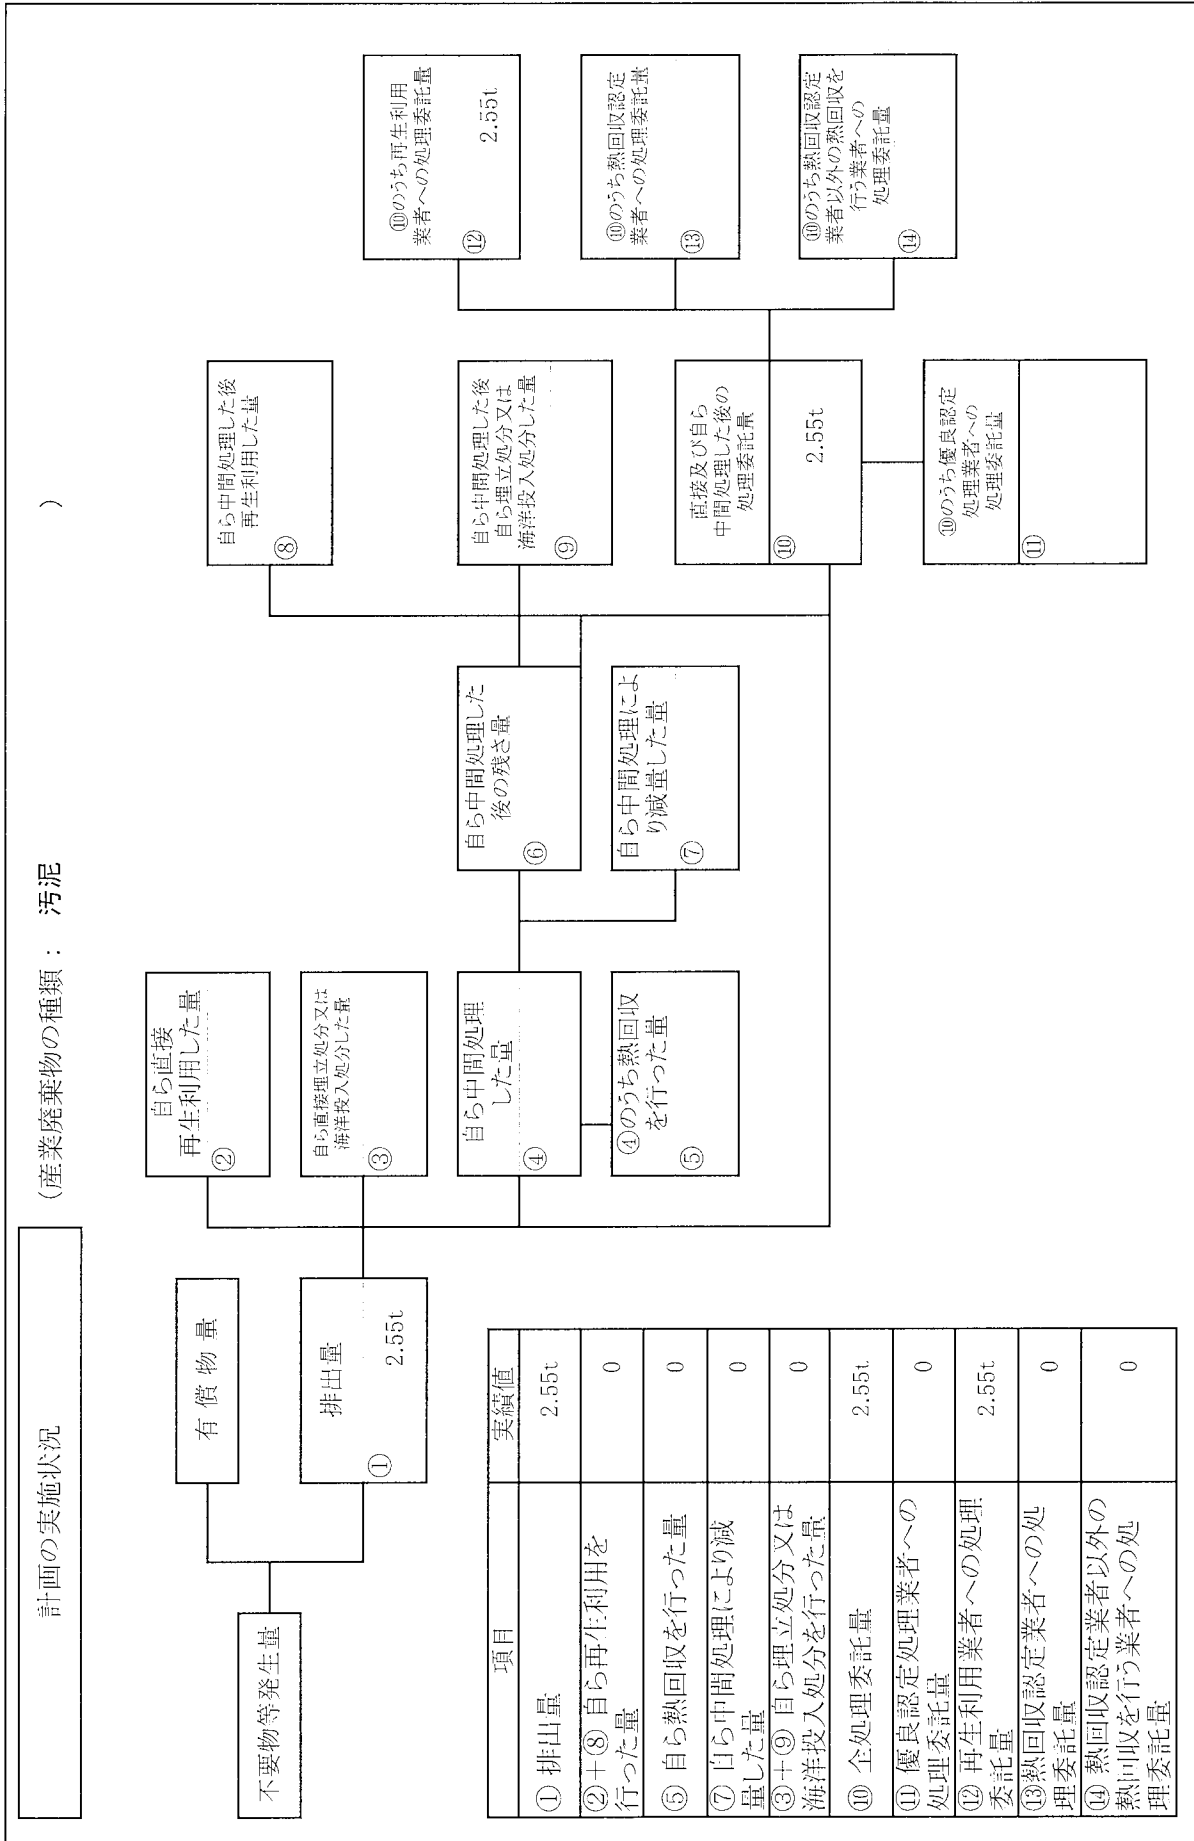 計画の実施状況
(産業廃棄物の種類： 汚泥 )
不要物等発生量
有償物量
排出量
① 2.55t
自ら直接
再生利用した量
②
自ら直接埋立処分又は
海洋投入処分した量
③
自ら中間処理
した量
④
④のうち熱回収
を行った量
⑤
自ら中間処理した
後の残さ量
⑥
自ら中間処理によ
り減量した量
⑦
自ら中間処理した後
再生利用した量
⑧
自ら中間処理した後
自ら埋立処分又は
海洋投入処分した量
⑨
直接及び自ら
中間処理した後の
処理委託量
⑩ 2.55t
⑩のうち優良認定
処理業者への
処理委託量
⑪
⑩のうち再生利用
業者への処理委託量
⑫ 2.55t
⑩のうち熱回収認定
業者への処理委託量
⑬
⑩のうち熱回収認定
業者以外の熱回収を
行う業者への
処理委託量
⑭
項目 実績値
① 排出量 2.55t
②＋⑧ 自ら再生利用を
行った量 0
⑤ 自ら熱回収を行った量 0
⑦ 自ら中間処理により減
量した量 0
③＋⑨ 自ら埋立処分又は
海洋投入処分を行った量 0
⑩ 全処理委託量 2.55t
⑪ 優良認定処理業者への
処理委託量 0
⑫ 再生利用業者への処理
委託量 2.55t
⑬熱回収認定業者への処
理委託量 0
⑭ 熱回収認定業者以外の
熱回収を行う業者への処
理委託量 0